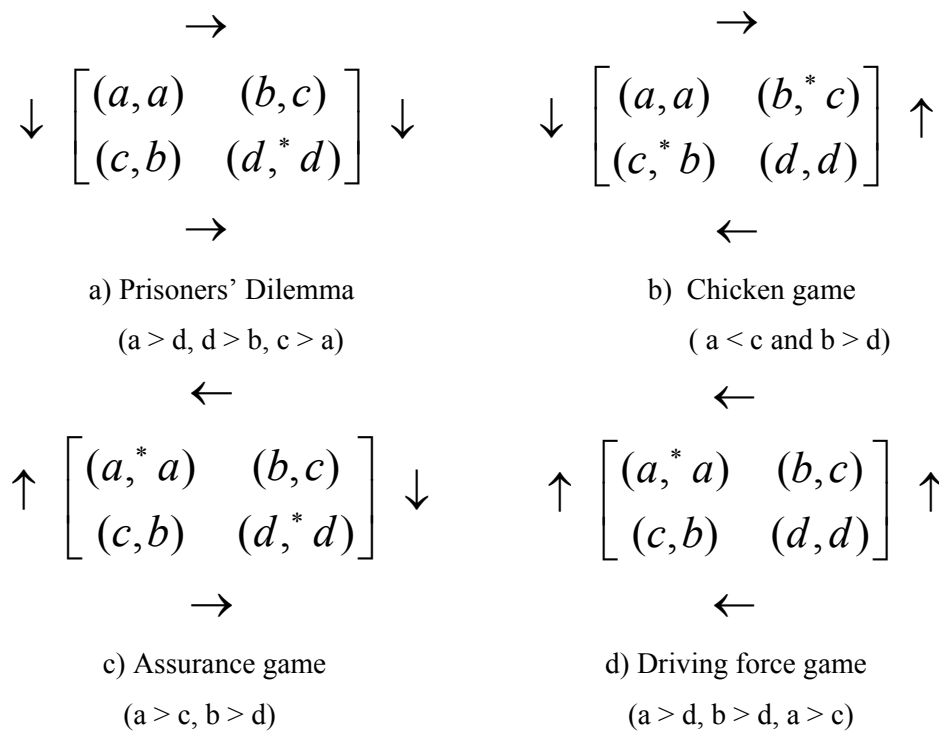 → →
↓ [(a,a) (b,c)] ↓ ↓ [(a,a) (b,* c)] ↑
[(c,b) (d,* d)] [(c,* b) (d,d)]
→ ←
a) Prisoners’ Dilemma b) Chicken game
(a > d, d > b, c > a) ( a < c and b > d)
← ←
↑ [(a,* a) (b,c)] ↓ ↑ [(a,* a) (b,c)] ↑
[(c,b) (d,* d)] [(c,b) (d,d)]
→ ←
c) Assurance game d) Driving force game
(a > c, b > d) (a > d, b > d, a > c)